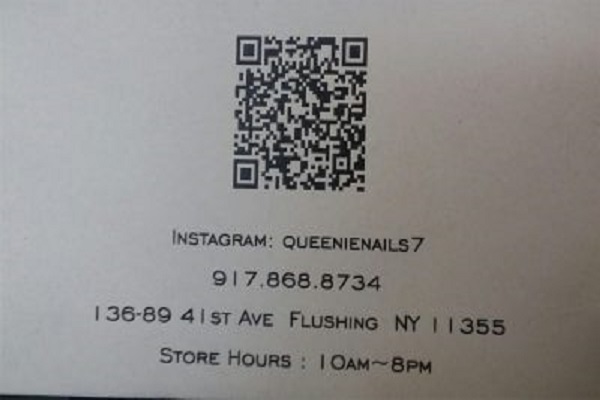 INSTAGRAM: QUEENIENAILS7
917.868.8734
136-89 41ST AVE FLUSHING NY 11355
STORE HOURS : 10AM~8PM